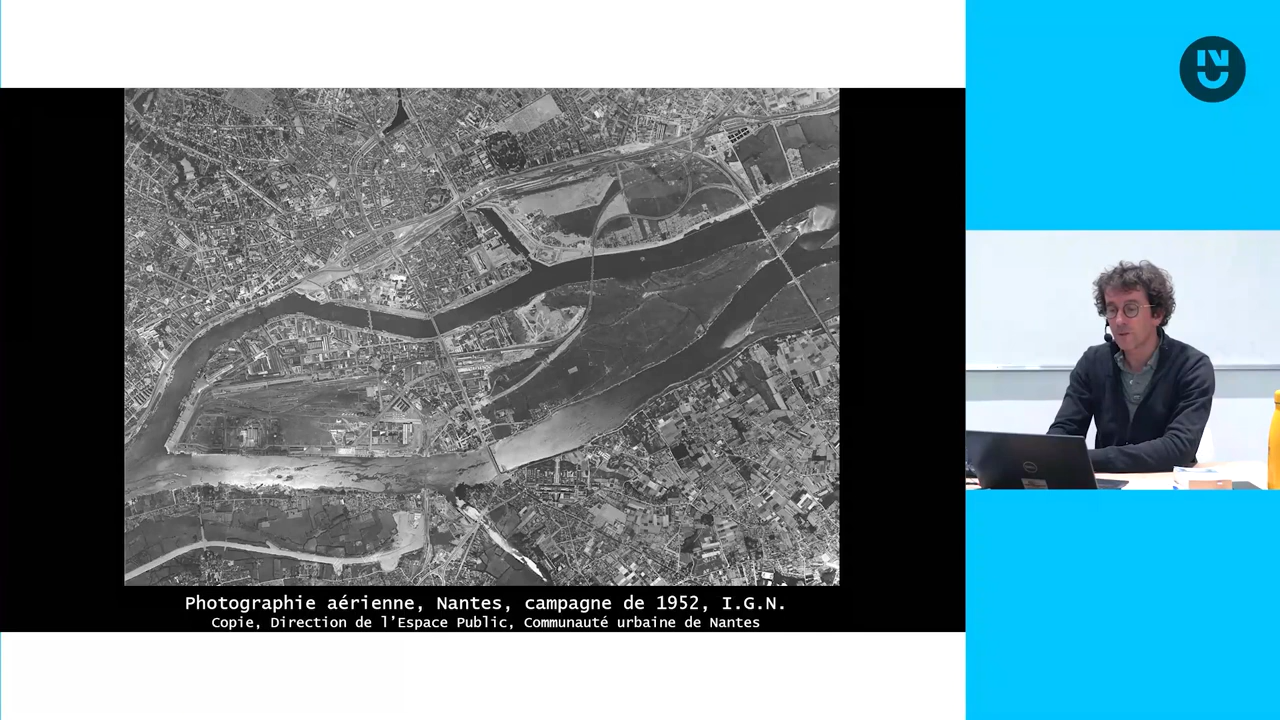 Photographie aérienne, Nantes, campagne de 1952, I.G.N.
Copie, Direction de l'Espace Public, Communauté urbaine de Nantes